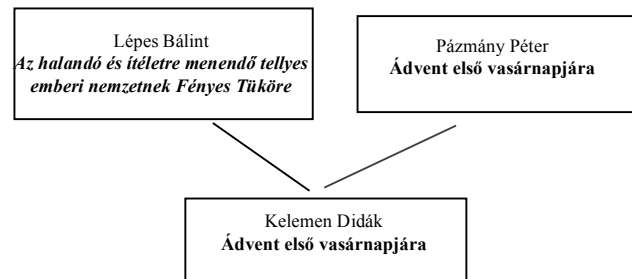 Lépes Bálint
Az halandó és ítéletre menendő tellyes
emberi nemzetnek Fényes Tüköre
Pázmány Péter
Ádvent első vasárnapjára
Kelemen Didák
Ádvent első vasárnapjára